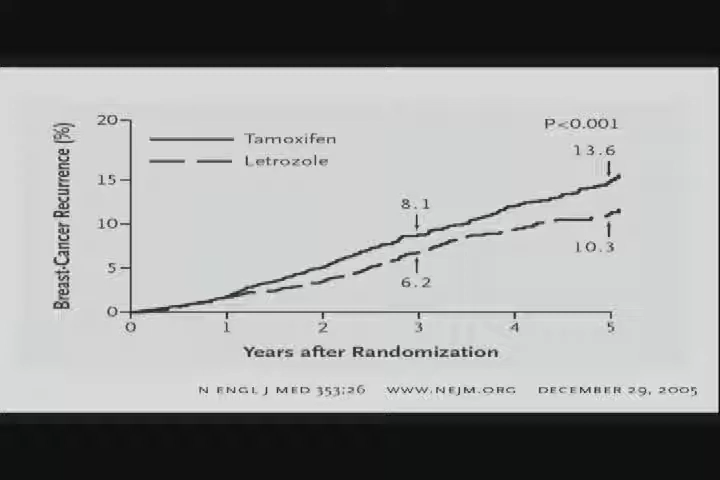 20
15
10
5
0
Breast-Cancer Recurrence (%)
Tamoxifen
Letrozole
P<0.001
13.6
8.1
6.2
10.3
0 1 2 3 4 5
Years after Randomization
N ENGL J MED 353;26 WWW.NEJM.ORG DECEMBER 29, 2005